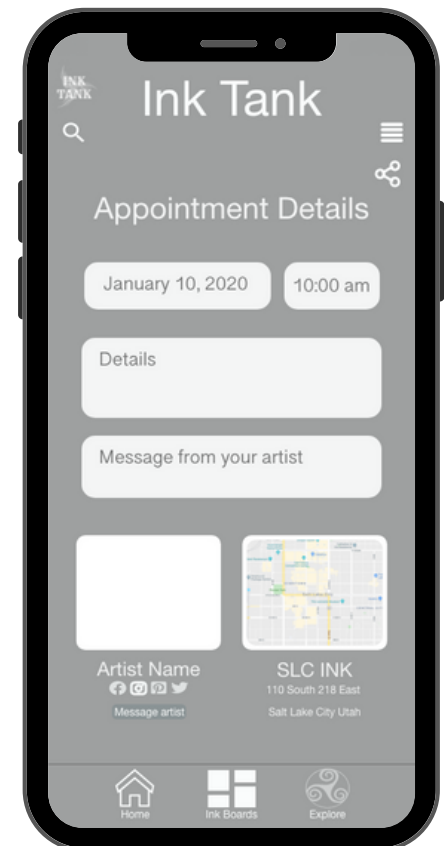 INK
TANK
Ink Tank
Appointment Details
January 10, 2020
10:00 am
Details
Message from your artist
Artist Name
SLC INK
110 South 218 East
Message artist
Salt Lake City Utah
Home
Ink Boards
Explore